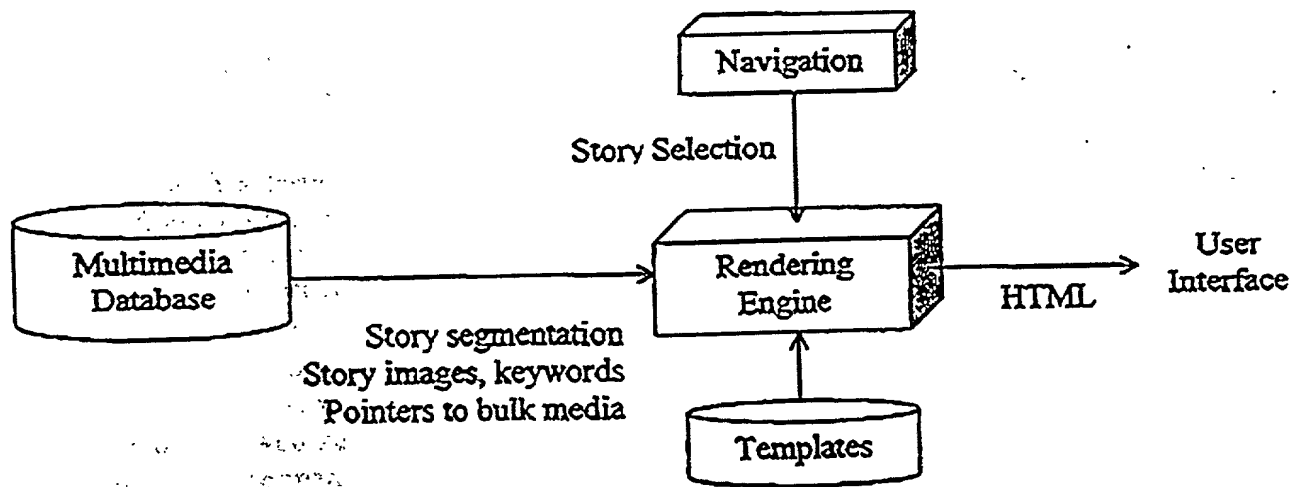 Navigation
Story Selection
Multimedia
Database
Rendering
Engine
User
Interface
HTML
Story segmentation
Story images, keywords
Pointers to bulk media
Templates